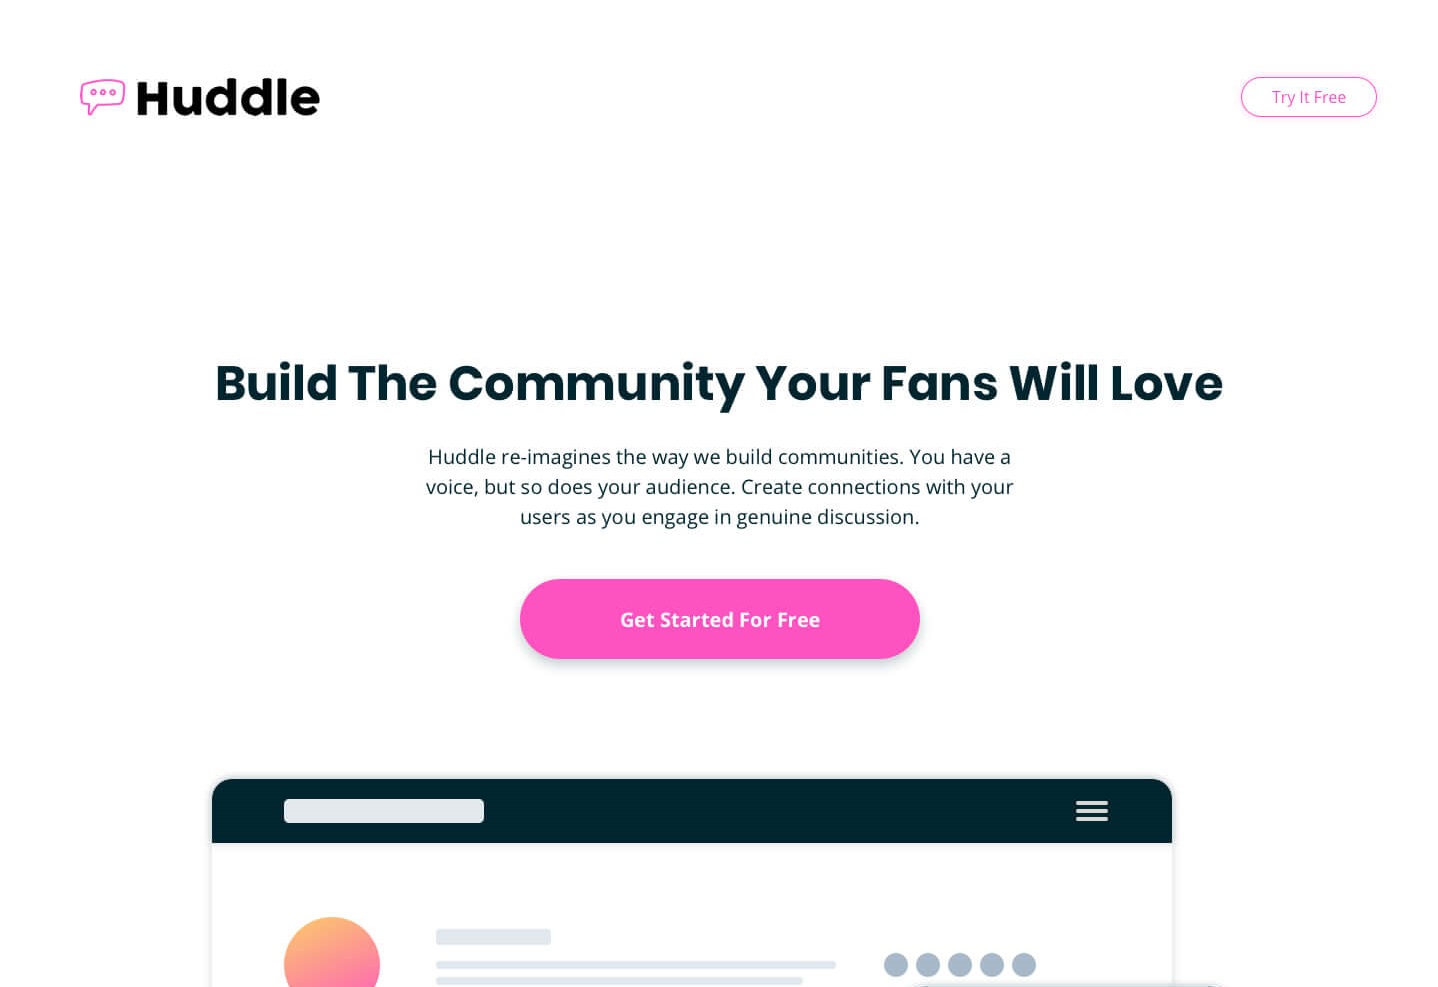 Huddle
Try It Free
Build The Community Your Fans Will Love
Huddle re-imagines the way we build communities. You have a
voice, but so does your audience. Create connections with your
users as you engage in genuine discussion.
Get Started For Free